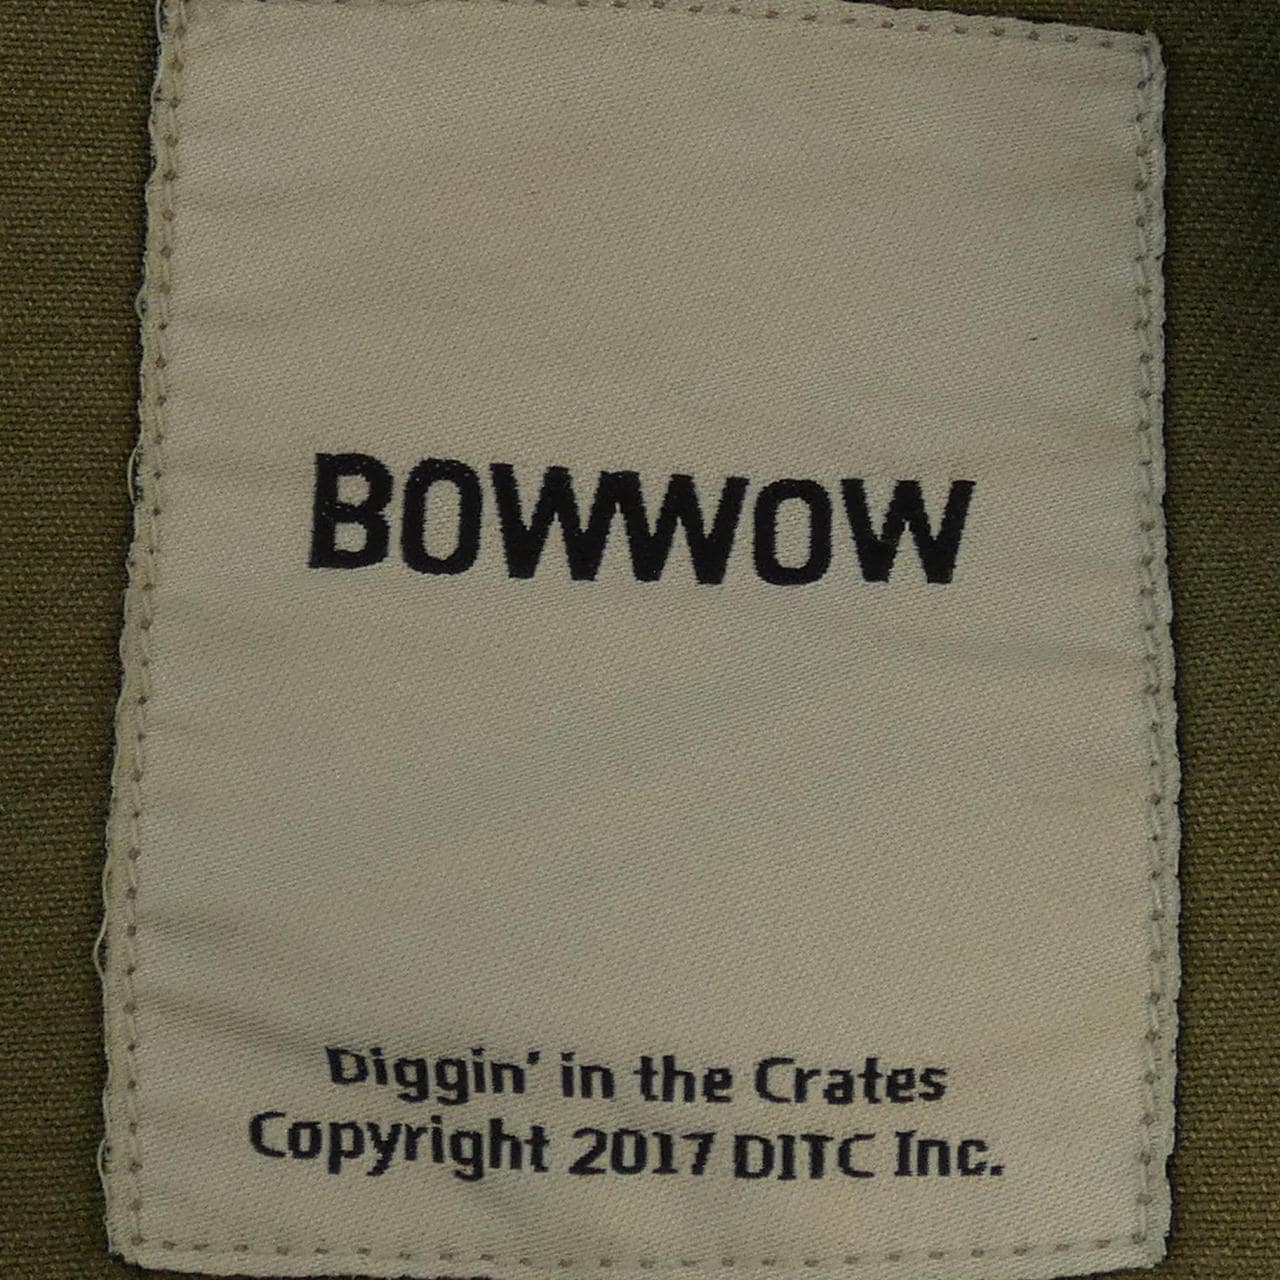 BOWWOW
Diggin' in the Crates
Copyright 2017 DITC Inc.